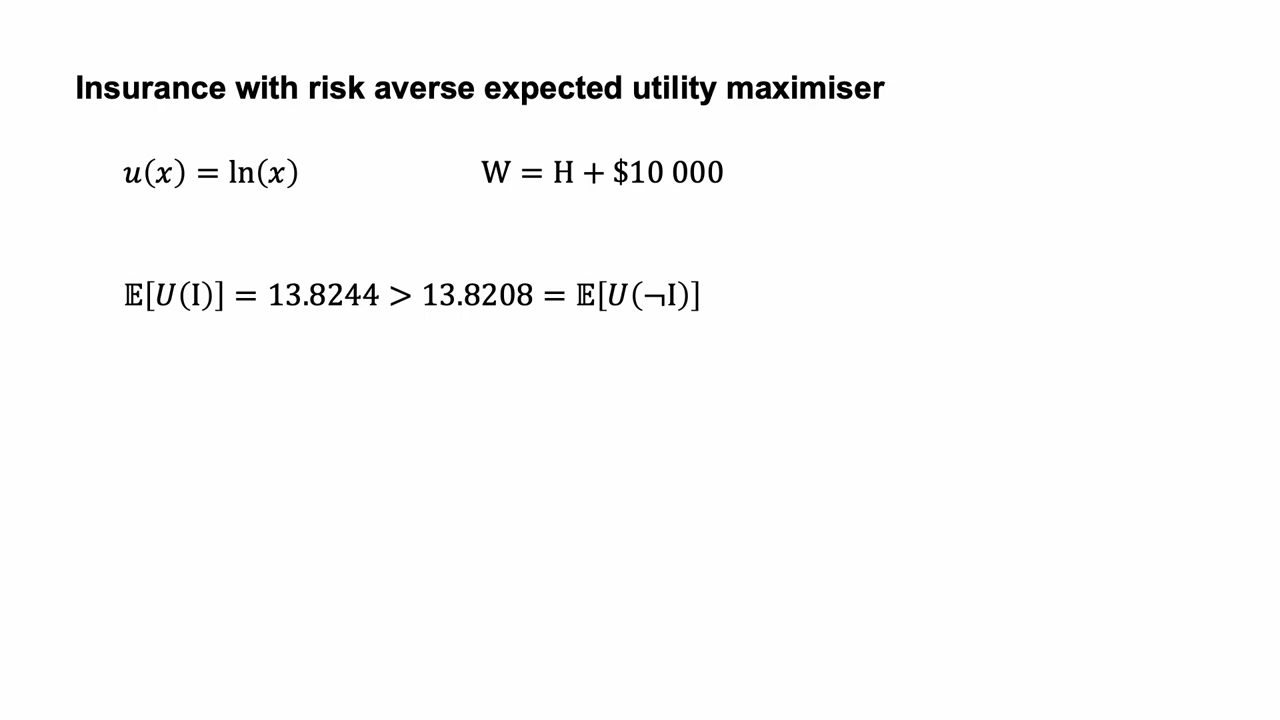 Insurance with risk averse expected utility maximiser
𝑢(𝑥) = ln(𝑥) W = H + $10 000
𝔼[𝑈(I)] = 13.8244 > 13.8208 = 𝔼[𝑈(¬I)]